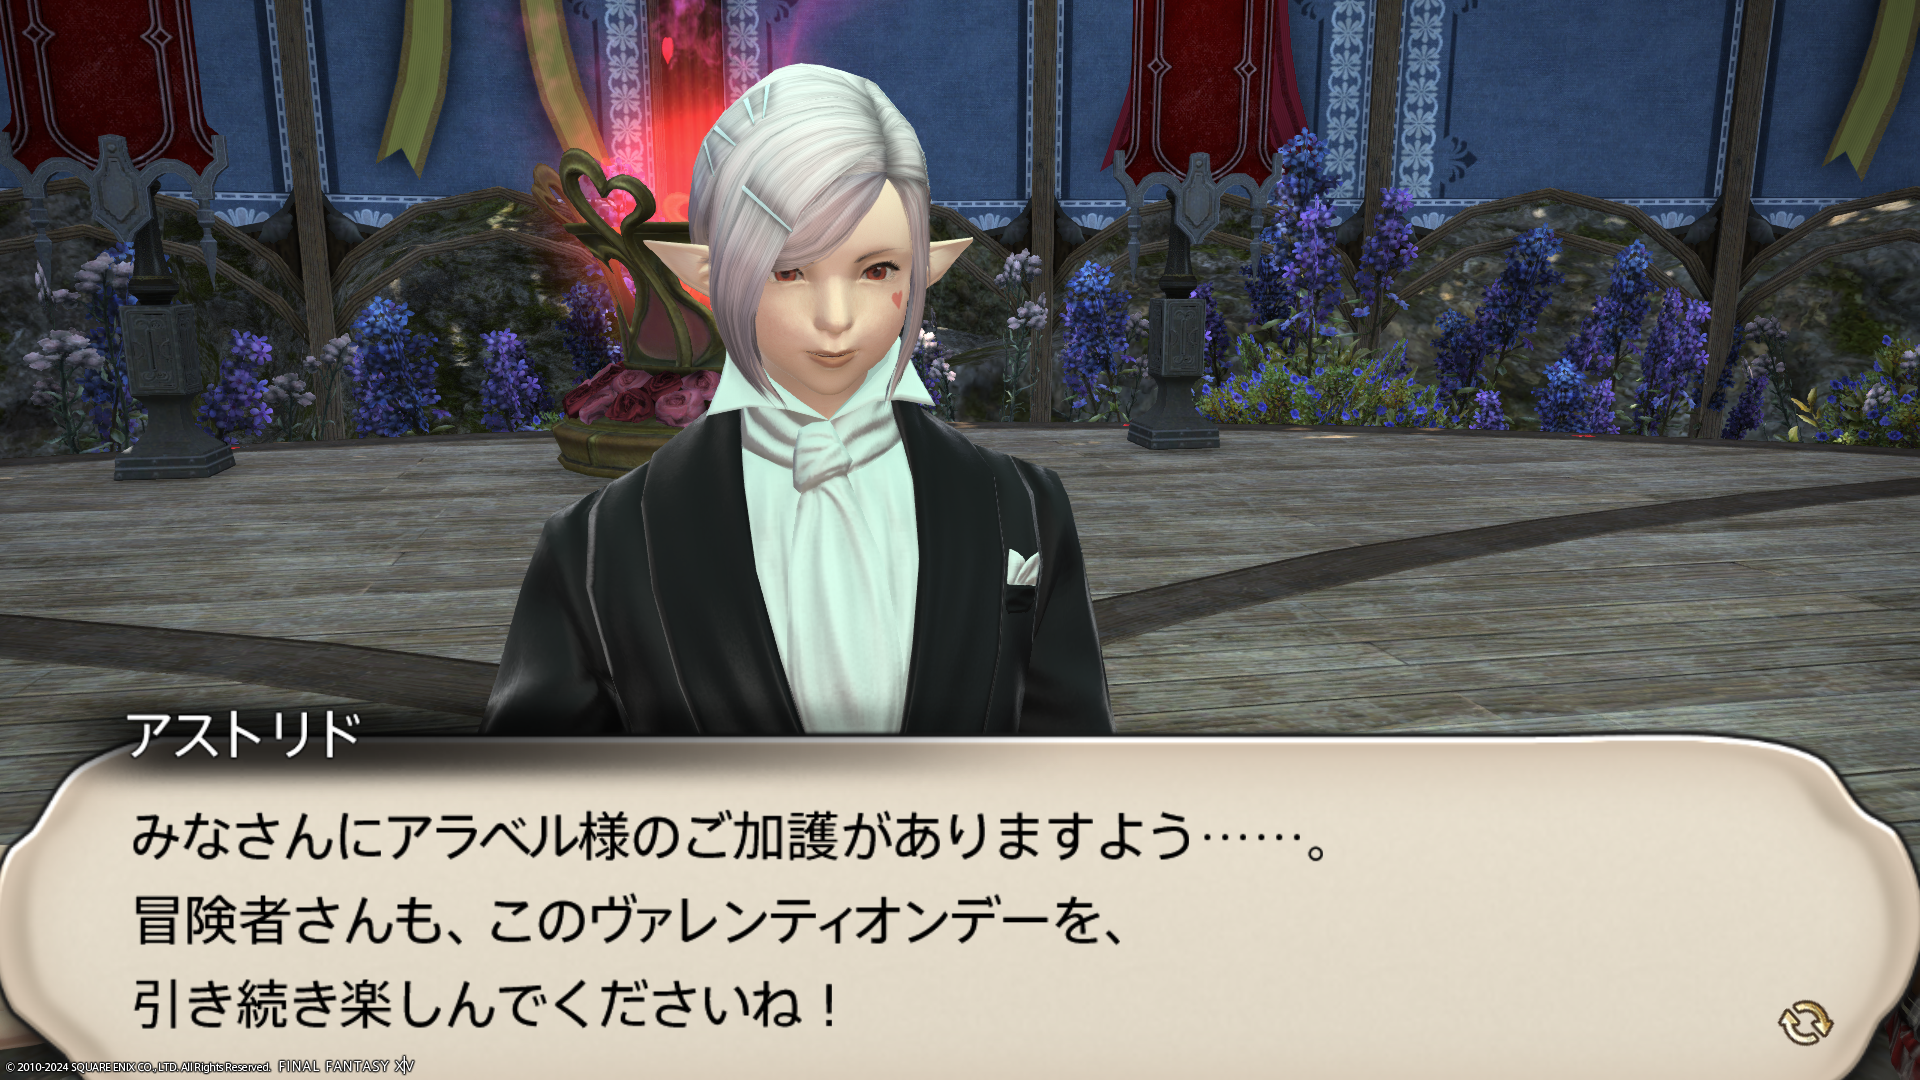 アストリド
みなさんにアラベル様のご加護がありますよう……。
冒険者さんも、このヴァレンティオンデーを、
引き続き楽しんでくださいね！
© 2010-2024 SQUARE ENIX CO., LTD. All Rights Reserved. FINAL FANTASY XIV